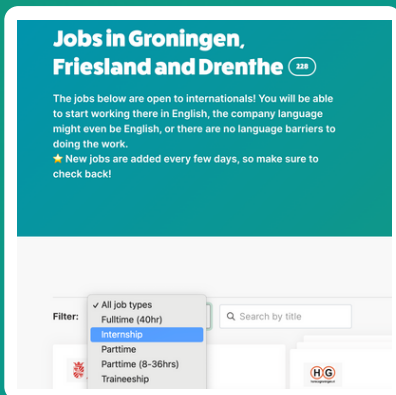 Jobs in Groningen,
Friesland and Drenthe 228
The jobs below are open to internationals! You will be able
to start working there in English, the company language
might even be English, or there are no language barriers to
doing the work.
⭐ New jobs are added every few days, so make sure to
check back!
Filter:
✓ All job types
Fulltime (40hr)
Internship
Parttime
Parttime (8-36hrs)
Traineeship
Search by title
HG